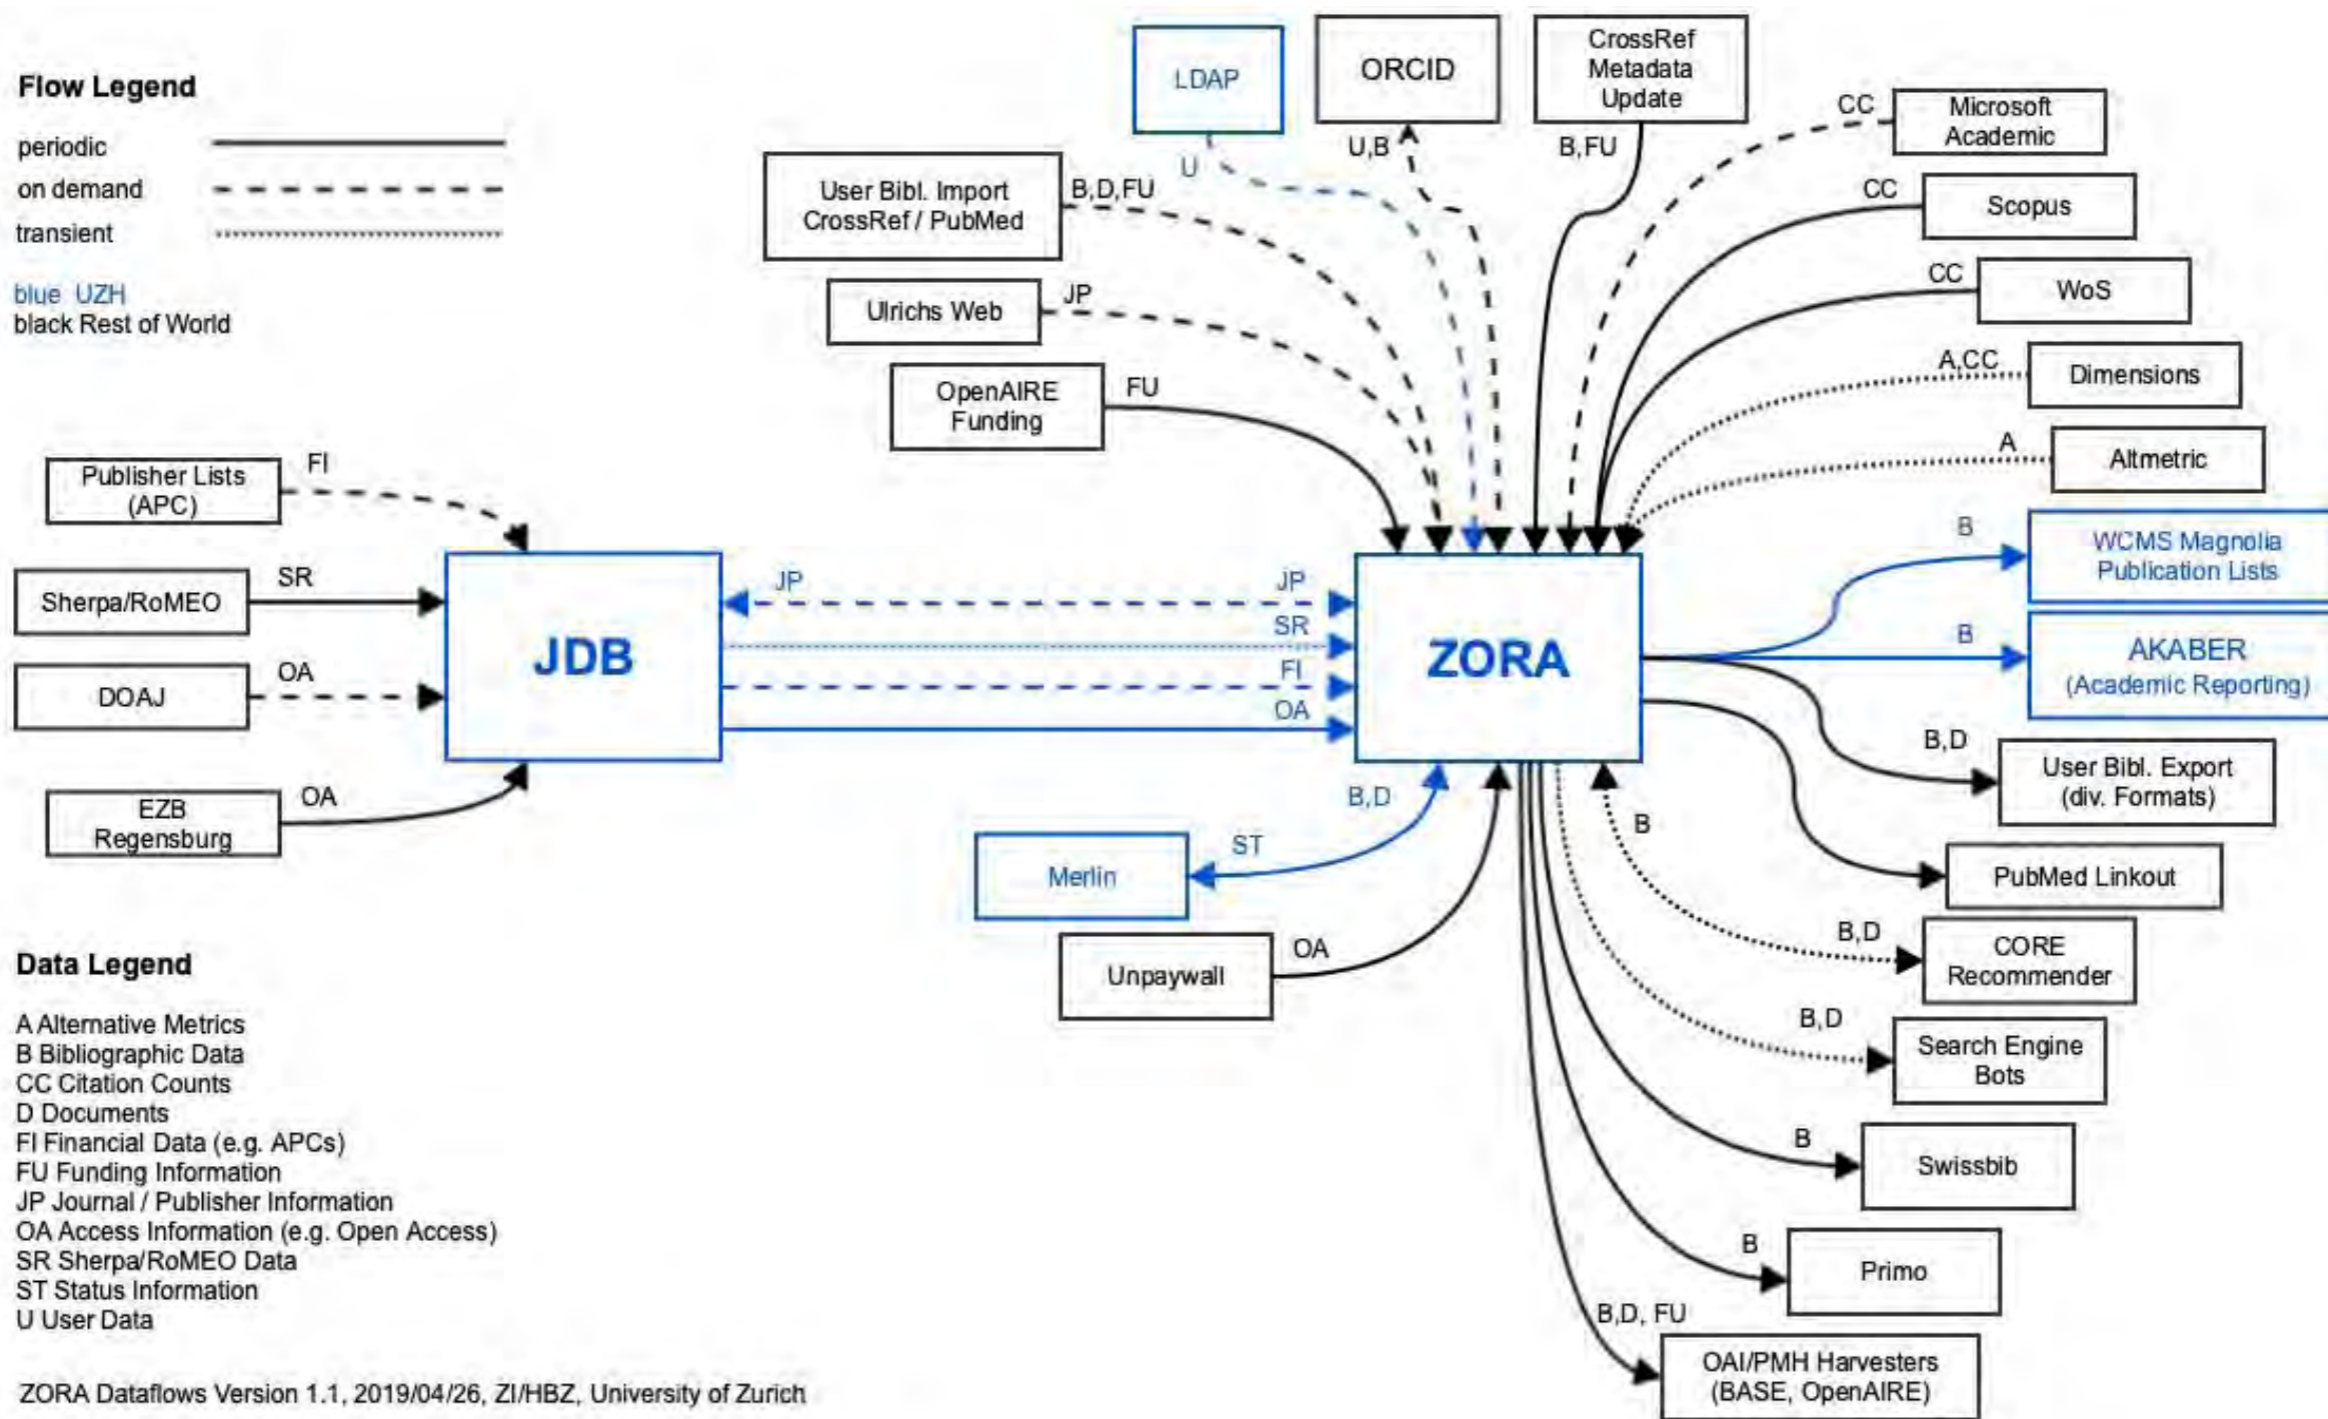 Flow Legend
periodic
on demand
transient
blue UZH
black Rest of World
LDAP
U
ORCID
U,B
CrossRef
Metadata
Update
B,FU
CC
Microsoft
Academic
CC
Scopus
CC
WoS
A,CC
Dimensions
A
Altmetric
User Bibl. Import
CrossRef / PubMed
B,D,FU
Ulrichs Web
JP
OpenAIRE
Funding
FU
Publisher Lists
(APC)
FI
Sherpa/RoMEO
SR
DOAJ
OA
EZB
Regensburg
OA
JDB
JP
JP
SR
FI
OA
ZORA
B
WCMS Magnolia
Publication Lists
B
AKABER
(Academic Reporting)
B,D
User Bibl. Export
(div. Formats)
PubMed Linkout
B
B,D
CORE
Recommender
B,D
Search Engine
Bots
B
Swissbib
B
Primo
B,D, FU
OAI/PMH Harvesters
(BASE, OpenAIRE)
B,D
ST
Merlin
Unpaywall
OA
Data Legend
A Alternative Metrics
B Bibliographic Data
CC Citation Counts
D Documents
FI Financial Data (e.g. APCs)
FU Funding Information
JP Journal / Publisher Information
OA Access Information (e.g. Open Access)
SR Sherpa/RoMEO Data
ST Status Information
U User Data
ZORA Dataflows Version 1.1, 2019/04/26, ZI/HBZ, University of Zurich